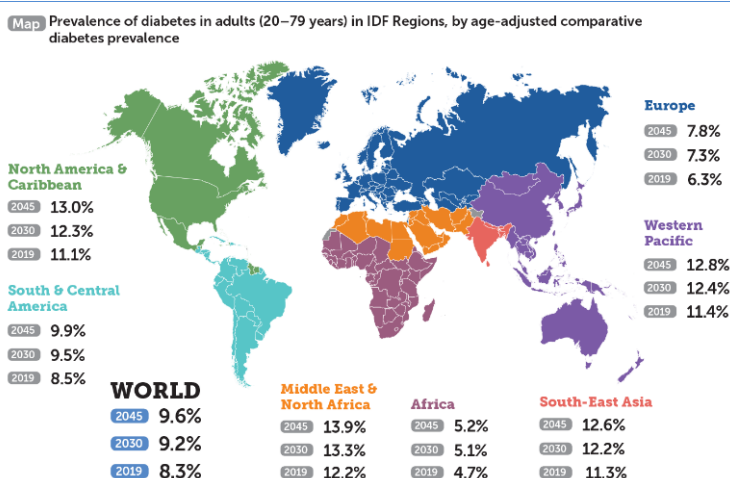 Map Prevalence of diabetes in adults (20–79 years) in IDF Regions, by age-adjusted comparative
diabetes prevalence
North America &
Caribbean
2045 13.0%
2030 12.3%
2019 11.1%
South & Central
America
2045 9.9%
2030 9.5%
2019 8.5%
WORLD
2045 9.6%
2030 9.2%
2019 8.3%
Middle East &
North Africa
2045 13.9%
2030 13.3%
2019 12.2%
Africa
2045 5.2%
2030 5.1%
2019 4.7%
South-East Asia
2045 12.6%
2030 12.2%
2019 11.3%
Europe
2045 7.8%
2030 7.3%
2019 6.3%
Western
Pacific
2045 12.8%
2030 12.4%
2019 11.4%